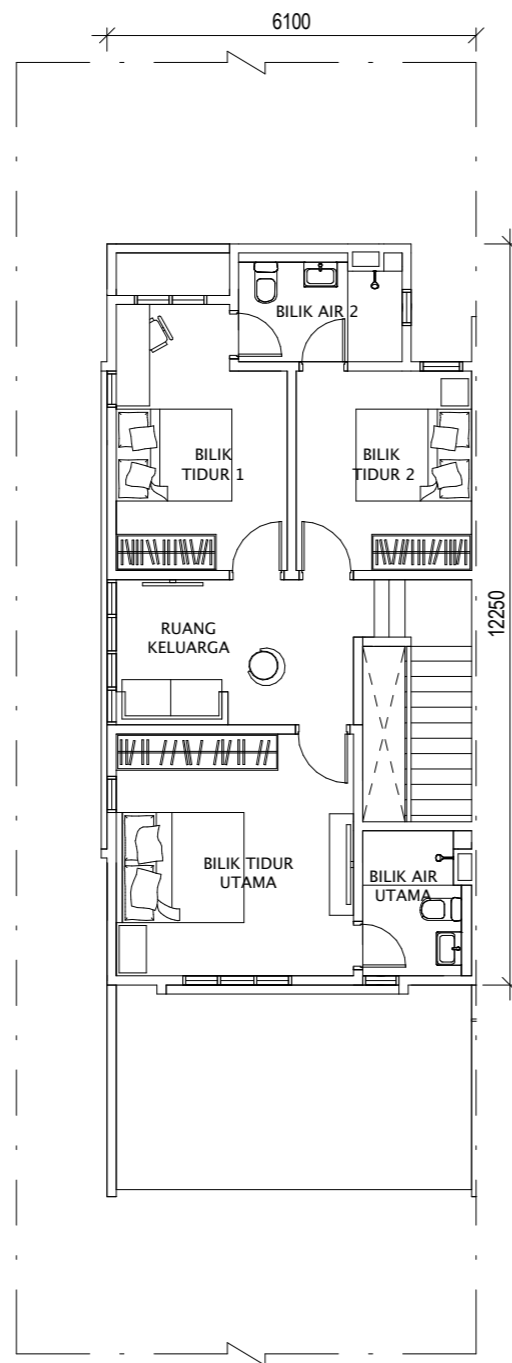 6100
BILIK AIR 2
BILIK
TIDUR 1
BILIK
TIDUR 2
12250
RUANG
KELUARGA
BILIK TIDUR
UTAMA
BILIK AIR
UTAMA